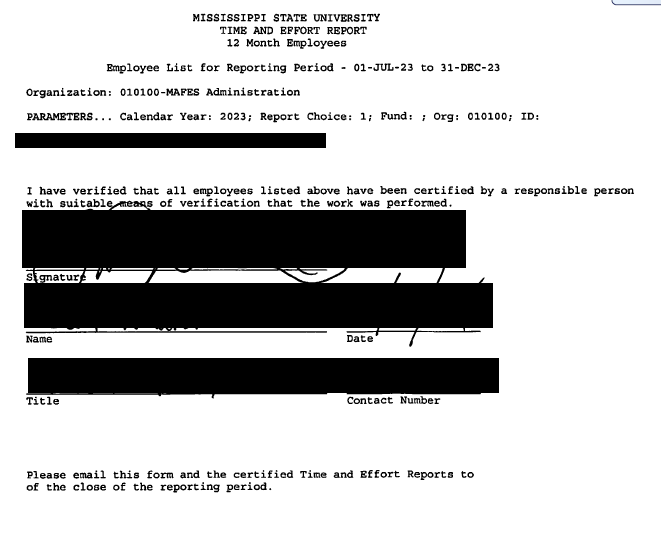 MISSISSIPPI STATE UNIVERSITY
TIME AND EFFORT REPORT
12 Month Employees
Employee List for Reporting Period - 01-JUL-23 to 31-DEC-23
Organization: 010100-MAFES Administration
PARAMETERS... Calendar Year: 2023; Report Choice: 1; Fund: ; Org: 010100; ID:
I have verified that all employees listed above have been certified by a responsible person
with suitable means of verification that the work was performed.
Signature
Name Date
Title Contact Number
Please email this form and the certified Time and Effort Reports to
of the close of the reporting period.